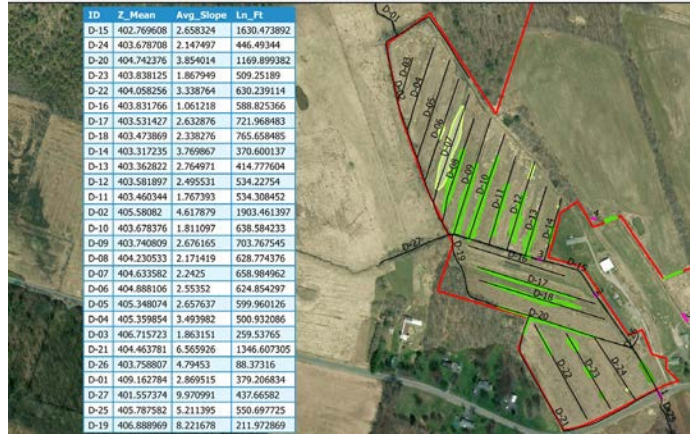 ID Z_Mean Avg_Slope Ln_Ft
D-15 402.769608 2.658324 1630.473892
D-24 403.678708 2.147497 446.49344
D-20 404.742376 3.854014 1169.899382
D-23 403.838125 1.867949 509.25189
D-22 404.058256 3.338764 630.239114
D-16 403.831766 1.061218 588.825366
D-17 403.531427 2.632876 721.968483
D-18 403.473869 2.338276 765.658485
D-14 403.317235 3.769867 370.600137
D-13 403.362822 2.764971 414.777604
D-12 403.581897 2.495531 534.22754
D-11 403.460344 1.767393 534.308452
D-02 405.58082 4.617879 1903.461397
D-10 403.678376 1.811097 638.584233
D-09 403.740809 2.676165 703.767545
D-08 404.230533 2.171419 628.774376
D-07 404.633582 2.2425 658.984962
D-06 404.888106 2.55352 624.854297
D-05 405.348074 2.657637 599.960126
D-04 405.359854 3.493982 500.932086
D-03 406.715723 1.863151 259.53765
D-21 404.463781 6.565926 1346.607305
D-26 403.758807 4.79453 88.37316
D-01 409.162784 2.869515 379.206834
D-27 401.557374 9.970991 437.66582
D-25 405.787582 5.211395 550.697725
D-19 406.888969 8.221678 211.972869
D-01
D-03
D-04
D-02
D-05
D-06
D-07
D-08
D-09
D-10
D-11
D-12
D-13
D-14
D-27
D-19
D-16
D-15
D-17
D-18
D-20
D-22
D-23
D-24
D-21
D-25